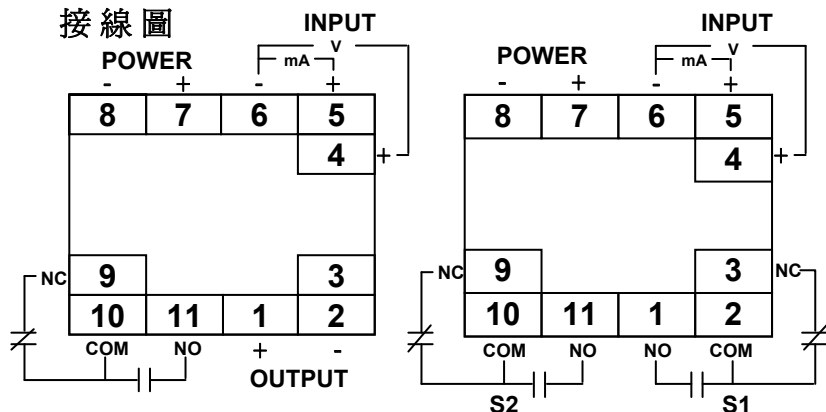 接線圖
INPUT
V
POWER
mA
- + - +
8 7 6 5
4 +
NC 9 3
10 11 1 2
COM NO + -
OUTPUT
INPUT
V
POWER
mA
- + - +
8 7 6 5
4 +
NC 9 3 NC
10 11 1 2
COM NO NO COM
S2 S1